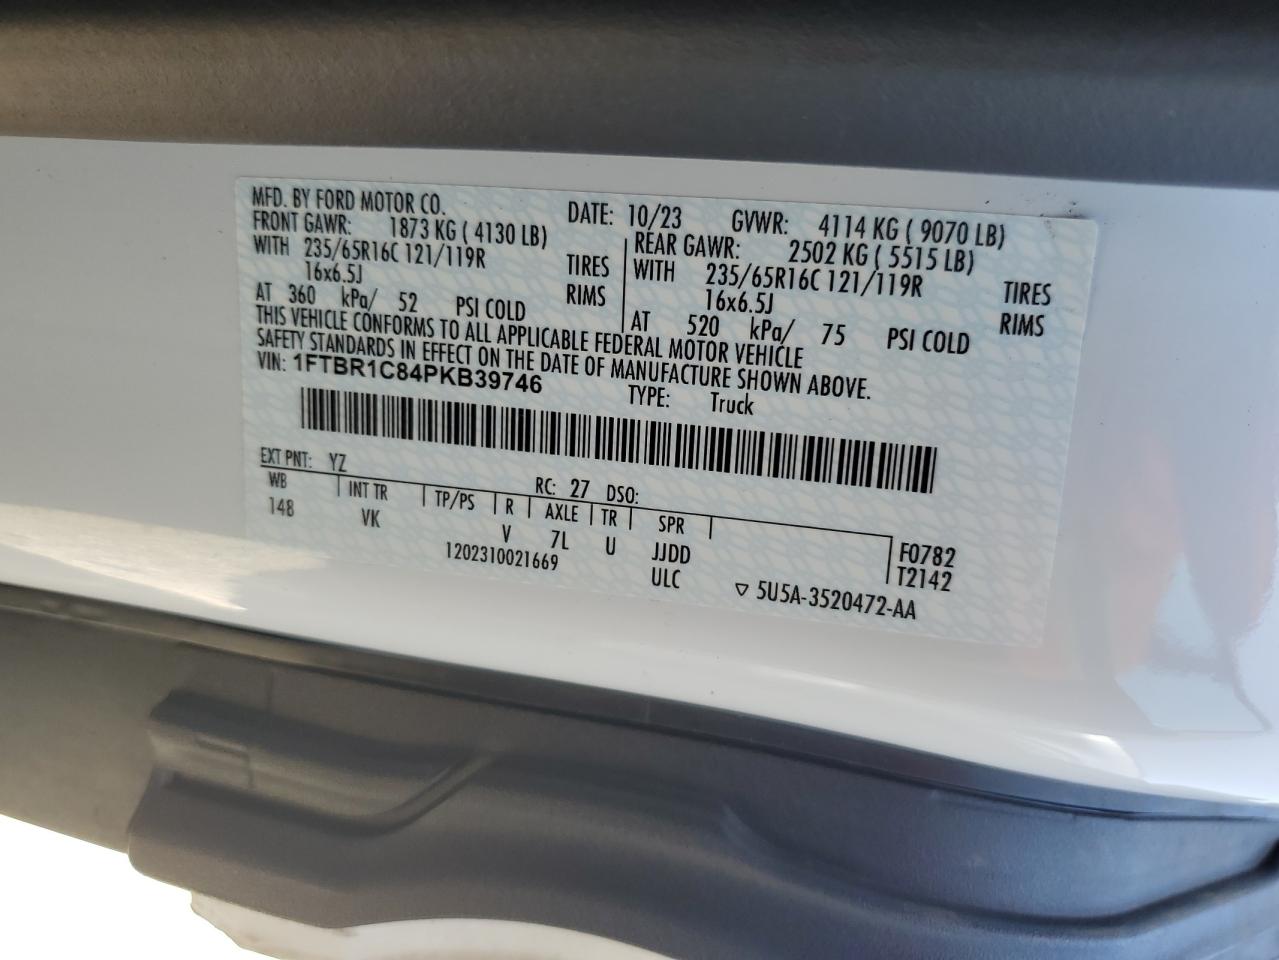 MFD. BY FORD MOTOR CO. DATE: 10/23 GVWR: 4114 KG ( 9070 LB)
FRONT GAWR: 1873 KG ( 4130 LB) REAR GAWR: 2502 KG ( 5515 LB)
WITH 235/65R16C 121/119R TIRES WITH 235/65R16C 121/119R TIRES
16x6.5J RIMS 16x6.5J RIMS
AT 360 kPa/ 52 PSI COLD AT 520 kPa/ 75 PSI COLD
THIS VEHICLE CONFORMS TO ALL APPLICABLE FEDERAL MOTOR VEHICLE
SAFETY STANDARDS IN EFFECT ON THE DATE OF MANUFACTURE SHOWN ABOVE.
VIN: 1FTBR1C84PKB39746 TYPE: Truck
EXT PNT: YZ RC: 27 DSO:
WB INT TR TP/PS R AXLE TR SPR
148 VK V 7L U JJDD F0782
1202310021669 ULC T2142
▽ 5U5A-3520472-AA